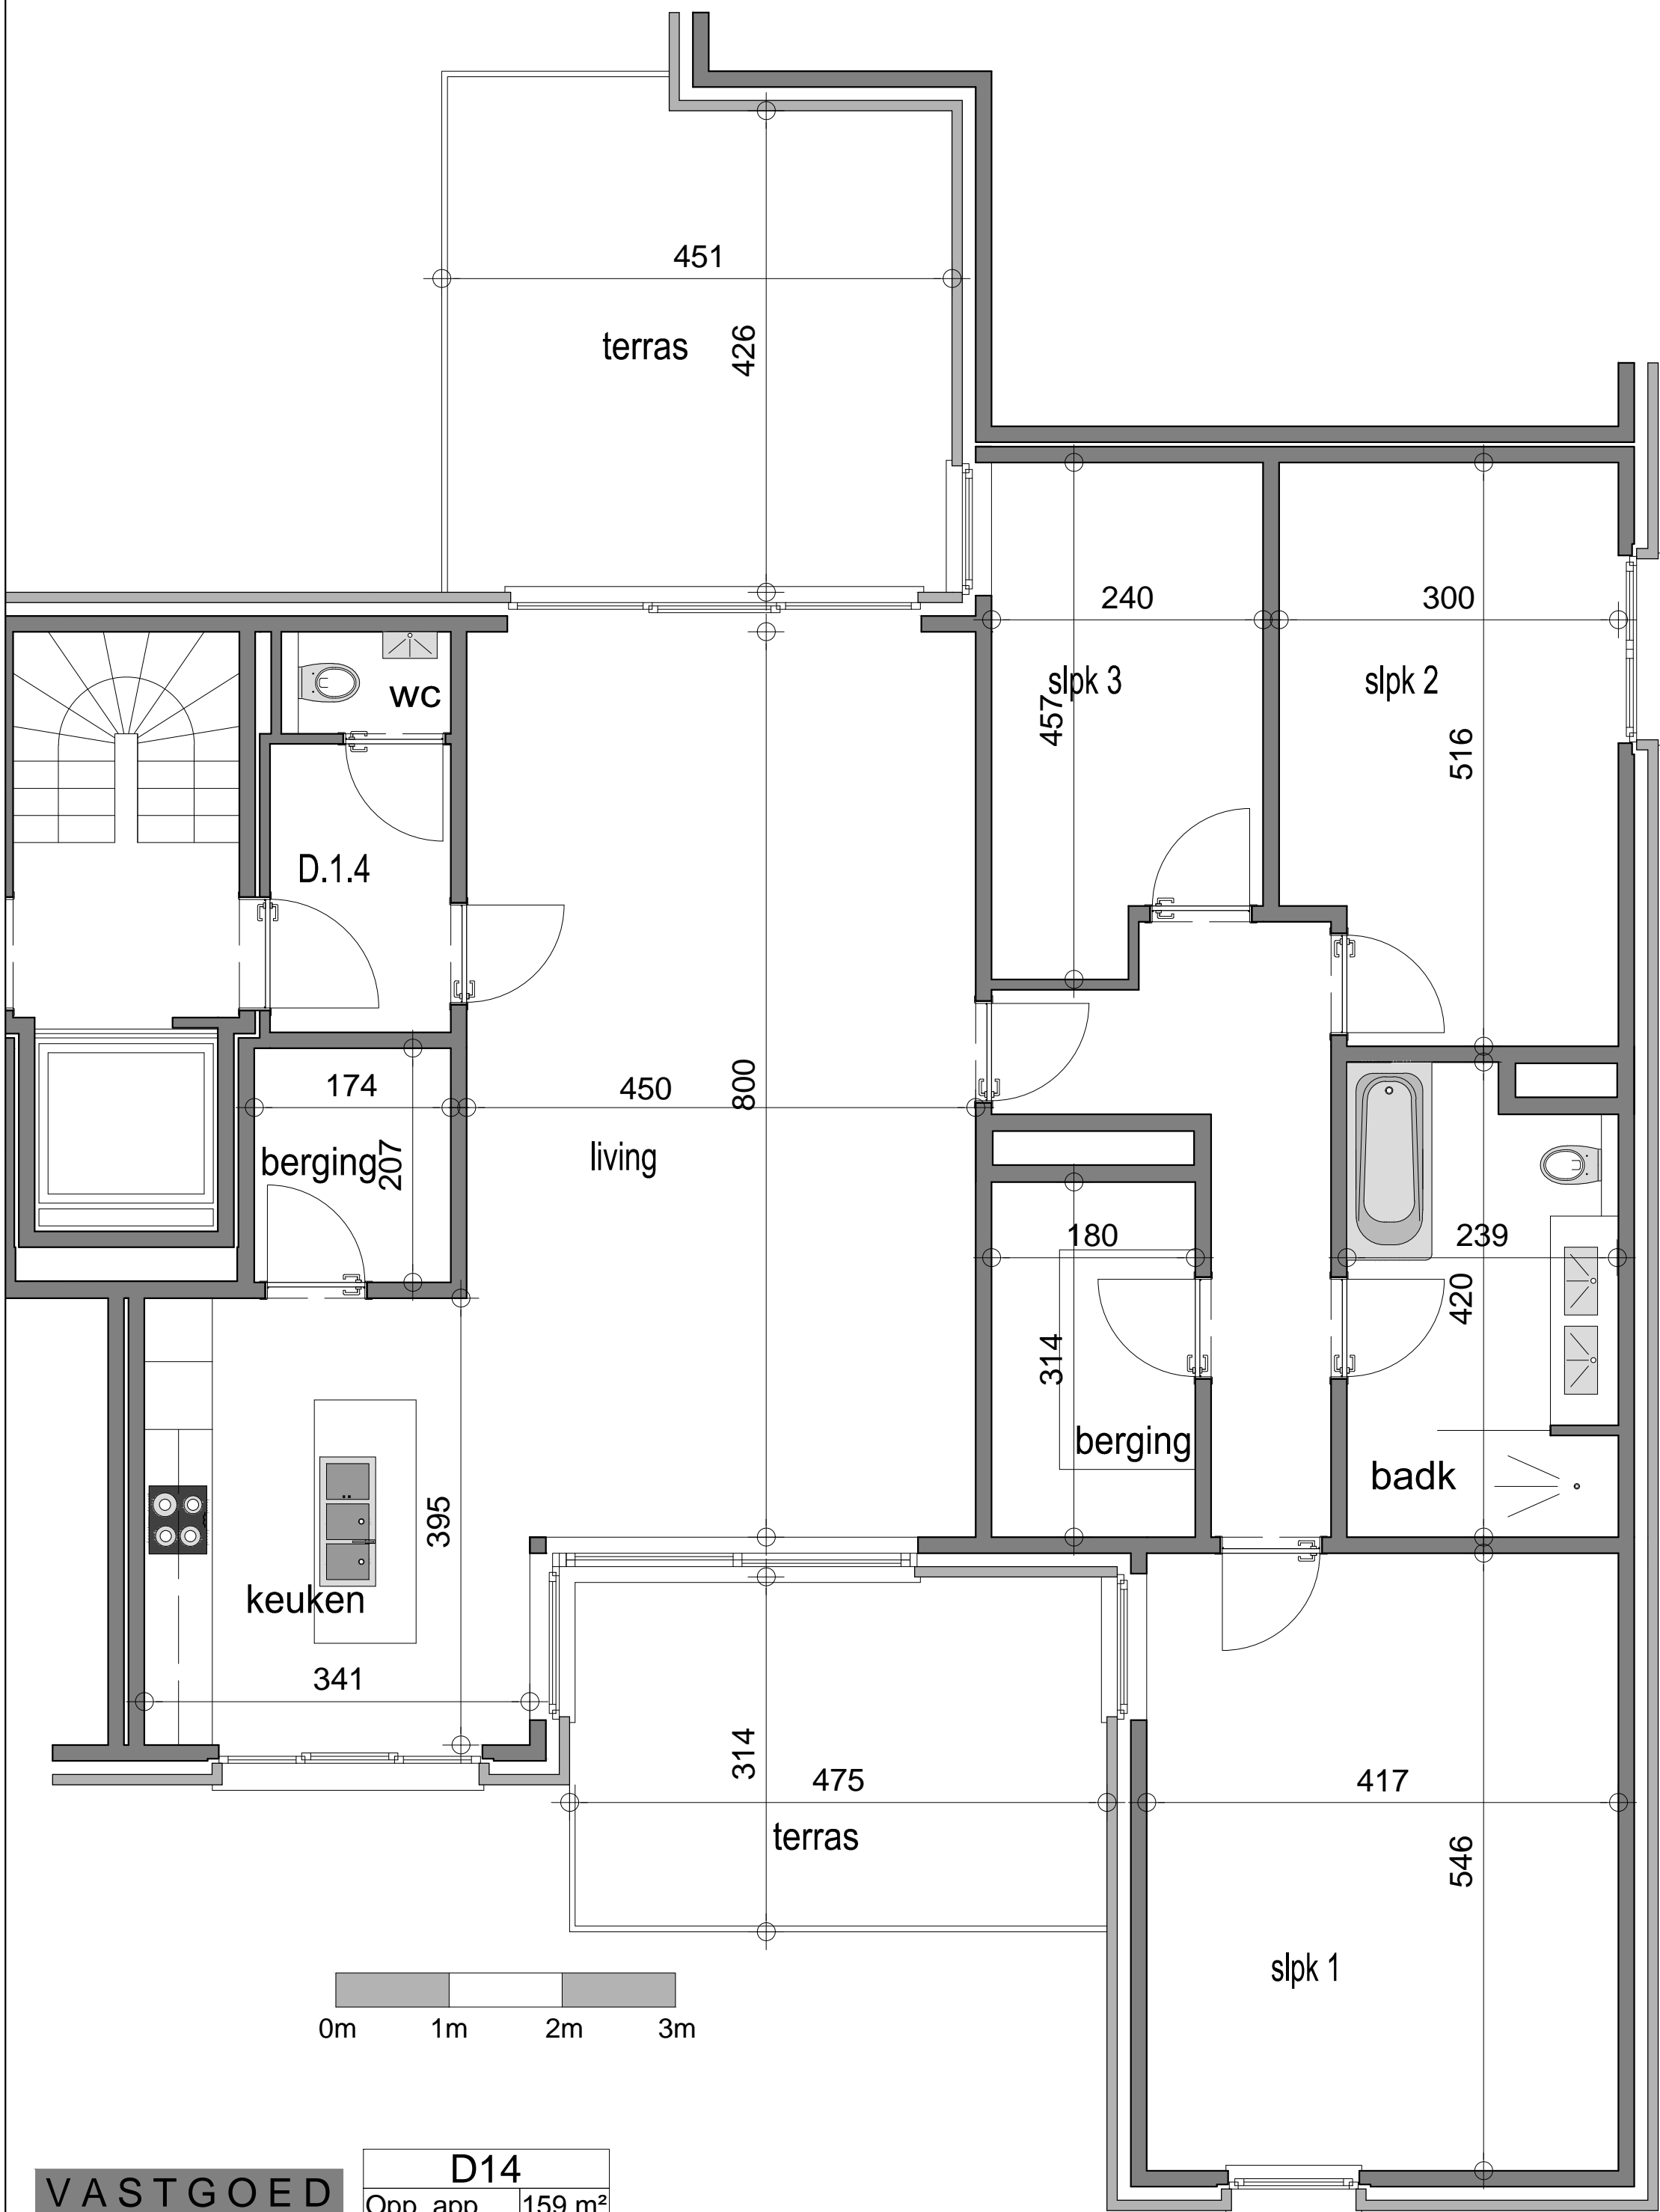 451
terras
426
240
300
wc
slpk 3
slpk 2
457
516
D.1.4
174
450
800
berging
207
living
180
239
420
314
berging
badk
395
keuken
341
314
475
417
terras
546
slpk 1
0m 1m 2m 3m
D14
VASTGOED
Opp. app. 159 m²